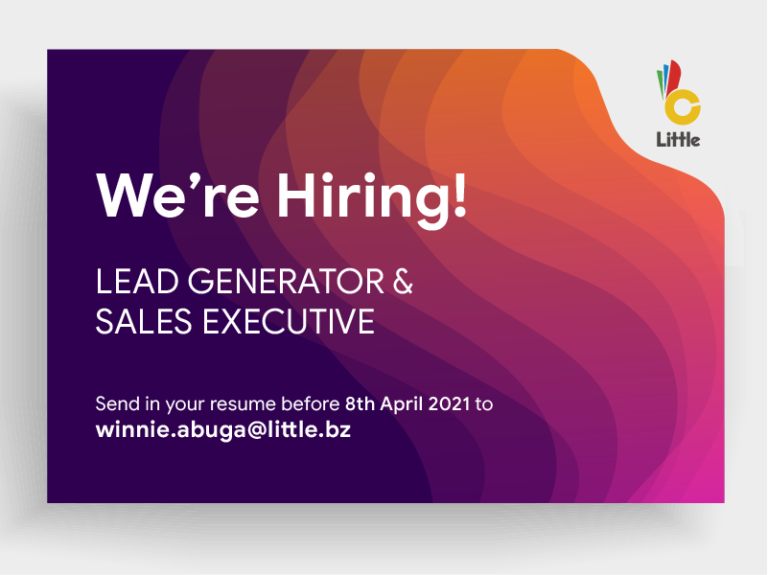 Little
We're Hiring!
LEAD GENERATOR &
SALES EXECUTIVE
Send in your resume before 8th April 2021 to
winnie.abuga@little.bz